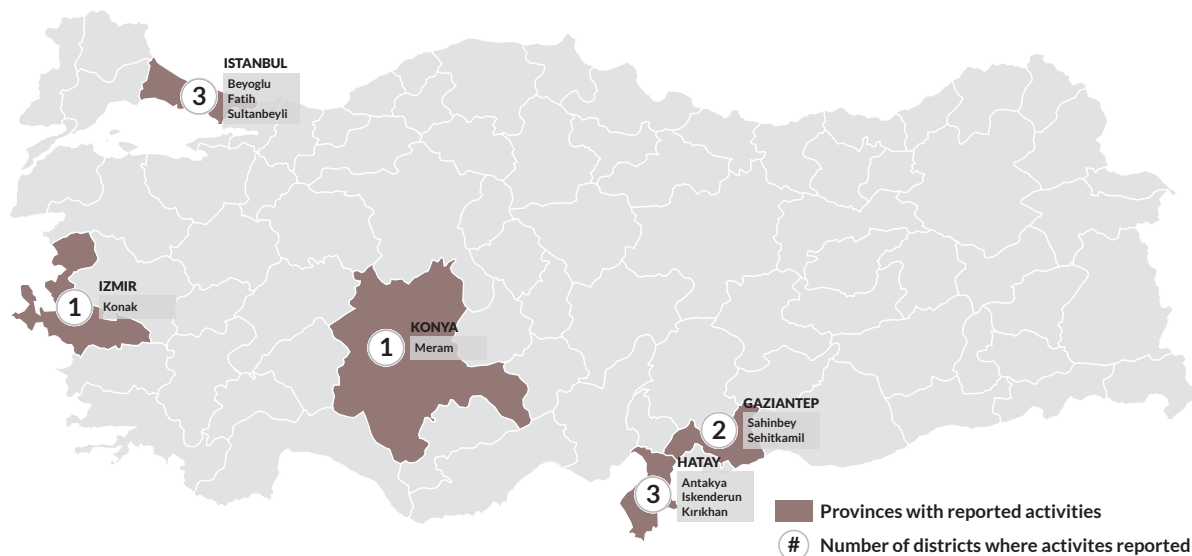 ISTANBUL
3
Beyoglu
Fatih
Sultanbeyli
IZMIR
1
Konak
KONYA
1
Meram
GAZIANTEP
2
Sahinbey
Sehitkamil
HATAY
3
Antakya
Iskenderun
Kırıkhan
Provinces with reported activities
# Number of districts where activites reported